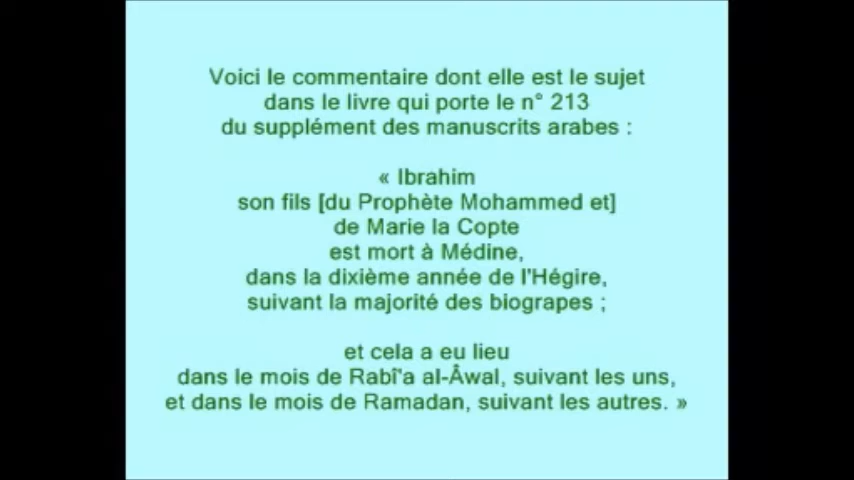 Voici le commentaire dont elle est le sujet
dans le livre qui porte le n° 213
du supplément des manuscrits arabes :
« Ibrahim
son fils [du Prophète Mohammed et]
de Marie la Copte
est mort à Médine,
dans la dixième année de l'Hégire,
suivant la majorité des biograpes ;
et cela a eu lieu
dans le mois de Rabî'a al-Âwal, suivant les uns,
et dans le mois de Ramadan, suivant les autres. »